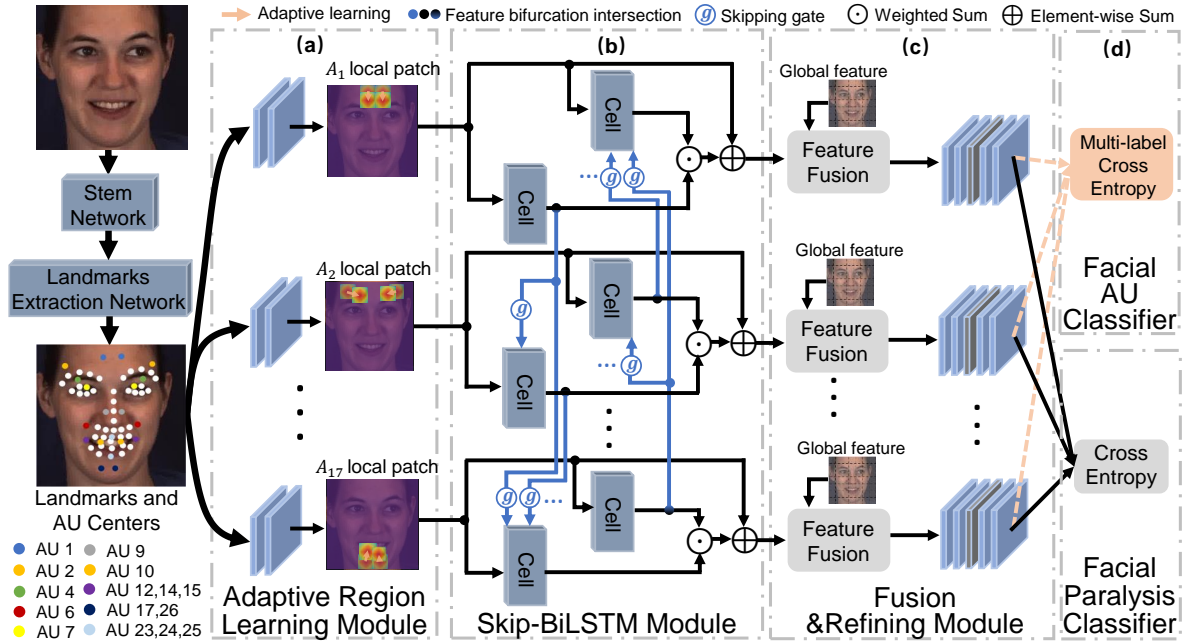 Adaptive learning
Feature bifurcation intersection
g Skipping gate
Weighted Sum
Element-wise Sum
(a)
(b)
(c)
(d)
Stem
Network
Landmarks
Extraction Network
Landmarks and
AU Centers
AU 1
AU 2
AU 4
AU 6
AU 7
AU 9
AU 10
AU 12,14,15
AU 17,26
AU 23,24,25
A1 local patch
A2 local patch
A17 local patch
Adaptive Region
Learning Module
Cell
... g g
Cell
g
Cell
... g
Cell
g g ...
Cell
Cell
Skip-BiLSTM Module
Global feature
Feature
Fusion
Global feature
Feature
Fusion
Global feature
Feature
Fusion
Fusion
&Refining Module
Multi-label
Cross
Entropy
Facial
AU
Classifier
Cross
Entropy
Facial
Paralysis
Classifier